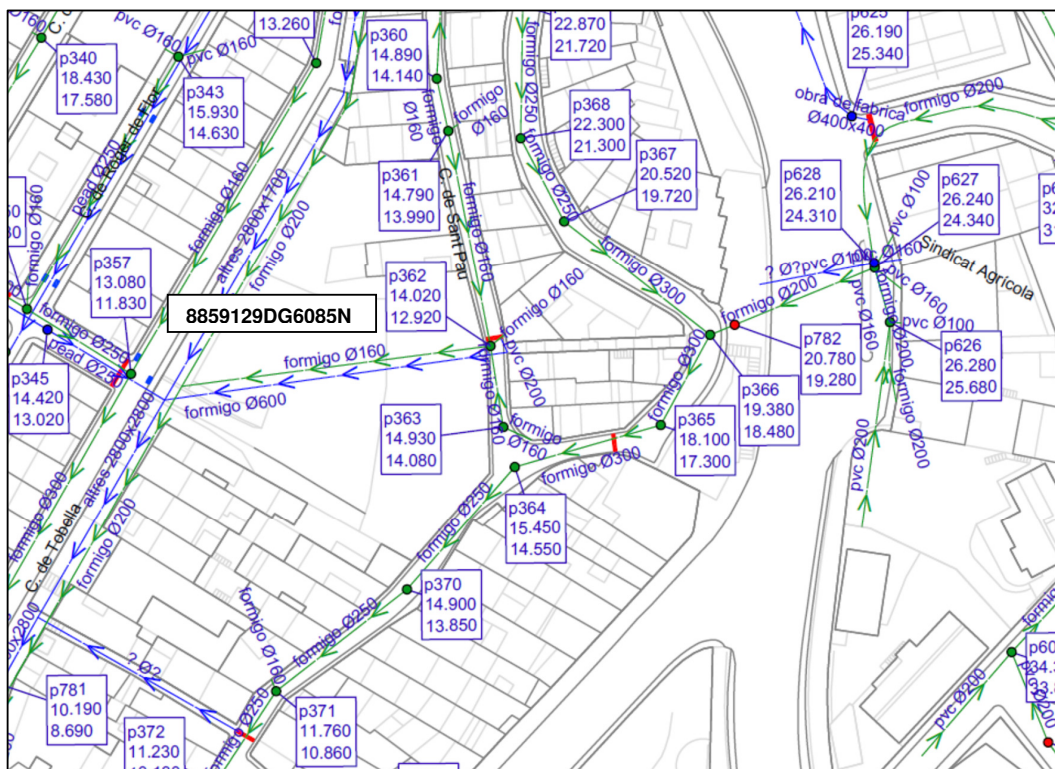 13.260
p360
14.890
14.140
22.870
21.720
p625
26.190
25.340
p340
18.430
17.580
pvc Ø160
pvc Ø160
p343
15.930
14.630
formigo Ø160
formigo Ø160
formigo Ø250
obra de fabrica
Ø400x400
formigo Ø200
p368
22.300
21.300
p367
20.520
19.720
formigo Ø250
C. de Roger de Flor
pead Ø250
formigo Ø160
formigo Ø160
altres 2800x1700
formigo Ø200
p361
14.790
13.990
C. de Sant Pau
formigo Ø160
p628
26.210
24.310
p627
26.240
24.340
pvc Ø100
Sindicat Agrícola
p357
13.080
11.830
8859129DG6085N
p362
14.020
12.920
formigo Ø160
formigo Ø300
? Ø?
pvc Ø100
pvc Ø160
pvc Ø160
pvc Ø160
formigo Ø200
pvc Ø100
formigo Ø200
formigo Ø250
pead Ø250
formigo Ø160
formigo Ø600
pvc Ø200
formigo Ø300
p782
20.780
19.280
p626
26.280
25.680
p345
14.420
13.020
p363
14.930
14.080
formigo Ø160
formigo Ø160
p366
19.380
18.480
p365
18.100
17.300
formigo Ø200
pvc Ø200
altres 2800x2800
formigo Ø300
formigo Ø200
C. de Tobella
formigo Ø300
formigo Ø250
p364
15.450
14.550
p370
14.900
13.850
formigo Ø160
formigo Ø250
? Ø?
p781
10.190
8.690
p372
11.230
formigo Ø250
p371
11.760
10.860
pvc Ø200
pvc Ø200